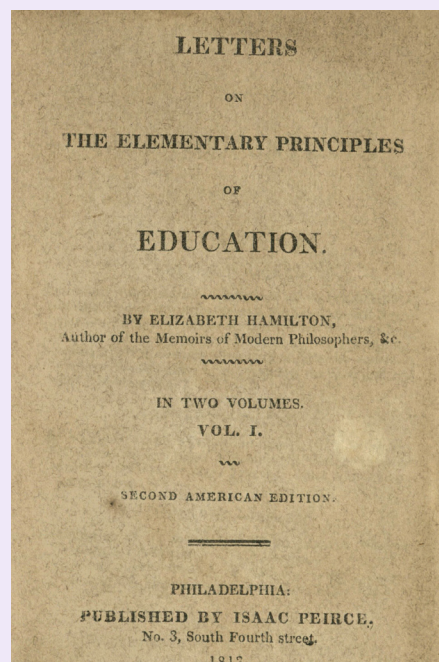 LETTERS
ON
THE ELEMENTARY PRINCIPLES
OF
EDUCATION.
BY ELIZABETH HAMILTON,
Author of the Memoirs of Modern Philosophers, &c.
IN TWO VOLUMES.
VOL. I.
SECOND AMERICAN EDITION.
PHILADELPHIA:
PUBLISHED BY ISAAC PEIRCE,
No. 3, South Fourth street.